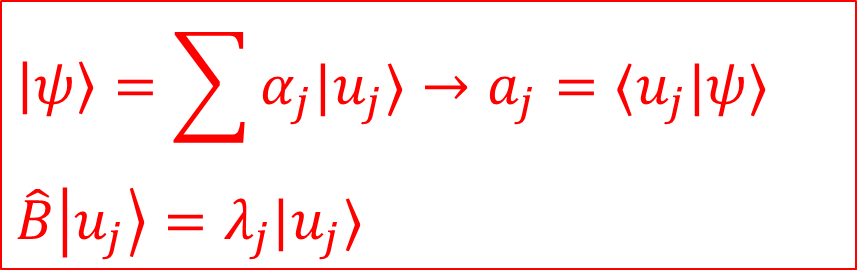 |ψ⟩ = ∑ α_j|u_j⟩ → a_j = ⟨u_j|ψ⟩
B̂|u_j⟩ = λ_j|u_j⟩